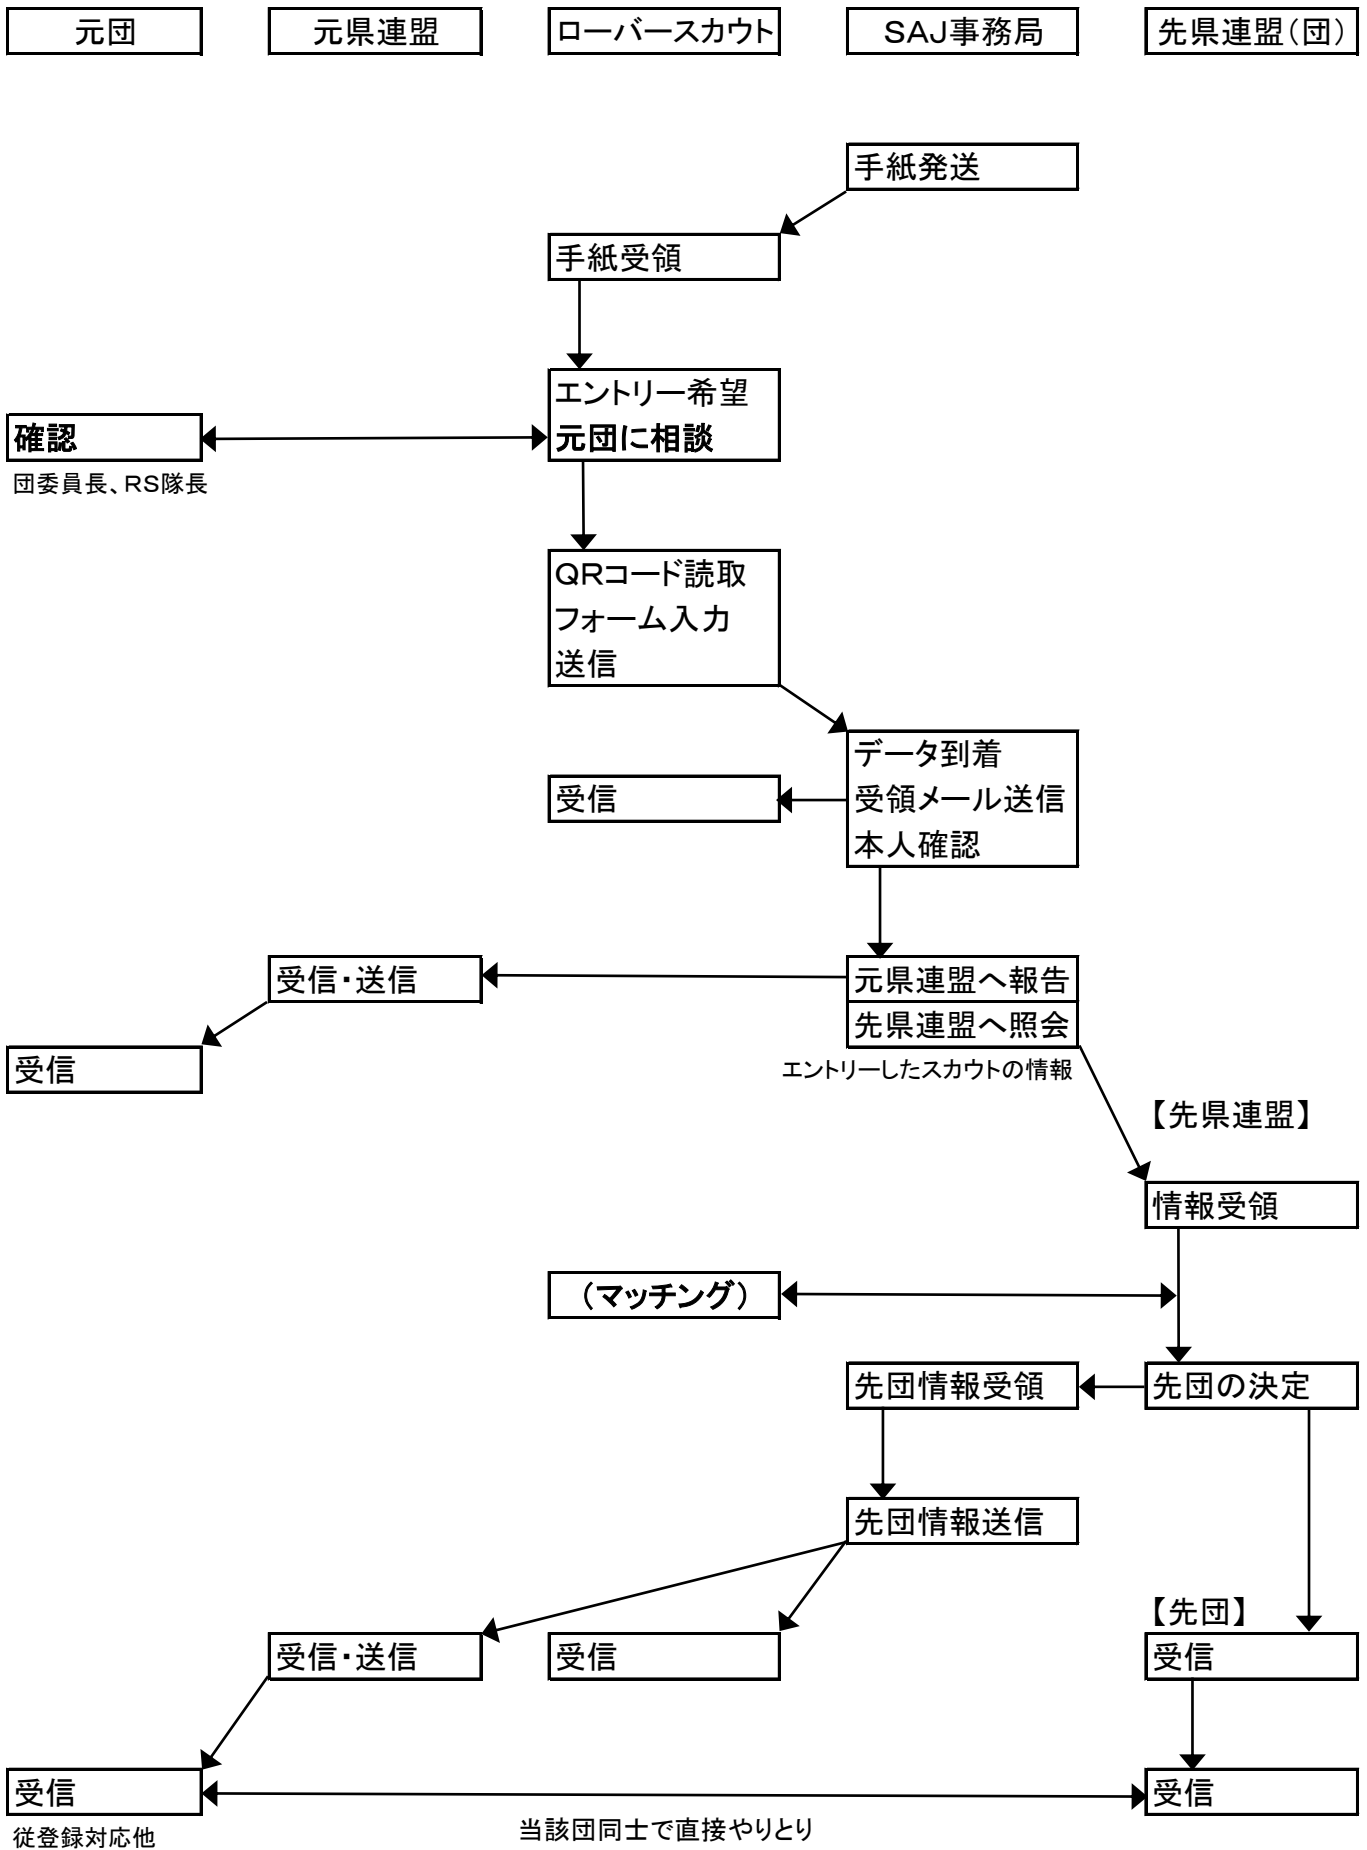 元団
元県連盟
ローバースカウト
SAJ事務局
先県連盟(団)
手紙発送
手紙受領
エントリー希望
元団に相談
確認
団委員長、RS隊長
QRコード読取
フォーム入力
送信
データ到着
受領メール送信
本人確認
受信
受信・送信
元県連盟へ報告
先県連盟へ照会
受信
エントリーしたスカウトの情報
【先県連盟】
情報受領
(マッチング)
先団情報受領
先団の決定
先団情報送信
【先団】
受信・送信
受信
受信
受信
受信
従登録対応他
当該団同士で直接やりとり